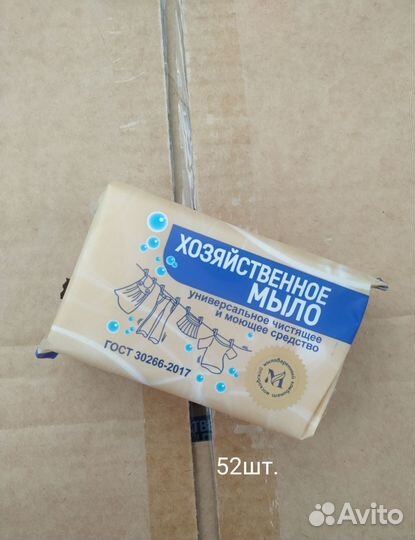 ХОЗЯЙСТВЕННОЕ
МЫЛО
универсальное чистящее
и моющее средство
ГОСТ 30266-2017
52шт.
Avito